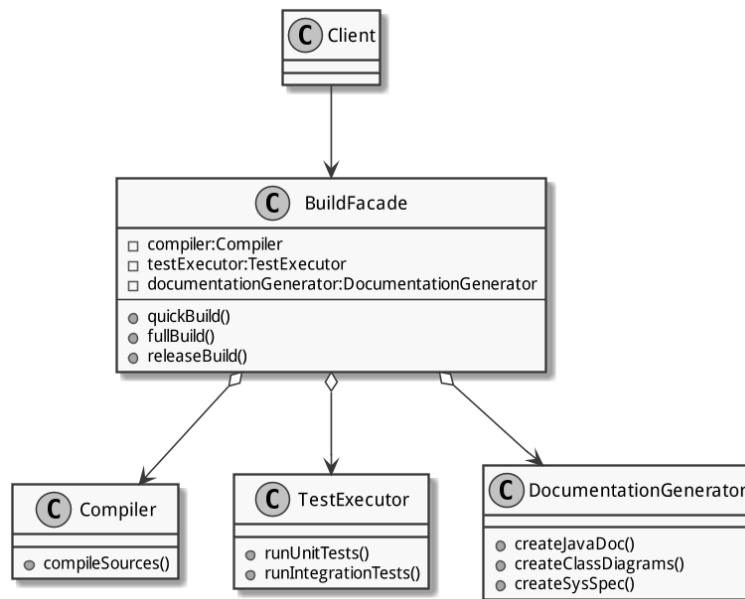 C Client
C BuildFacade
compiler:Compiler
testExecutor:TestExecutor
documentationGenerator:DocumentationGenerator
quickBuild()
fullBuild()
releaseBuild()
C Compiler
compileSources()
C TestExecutor
runUnitTests()
runIntegrationTests()
C DocumentationGenerator
createJavaDoc()
createClassDiagrams()
createSysSpec()